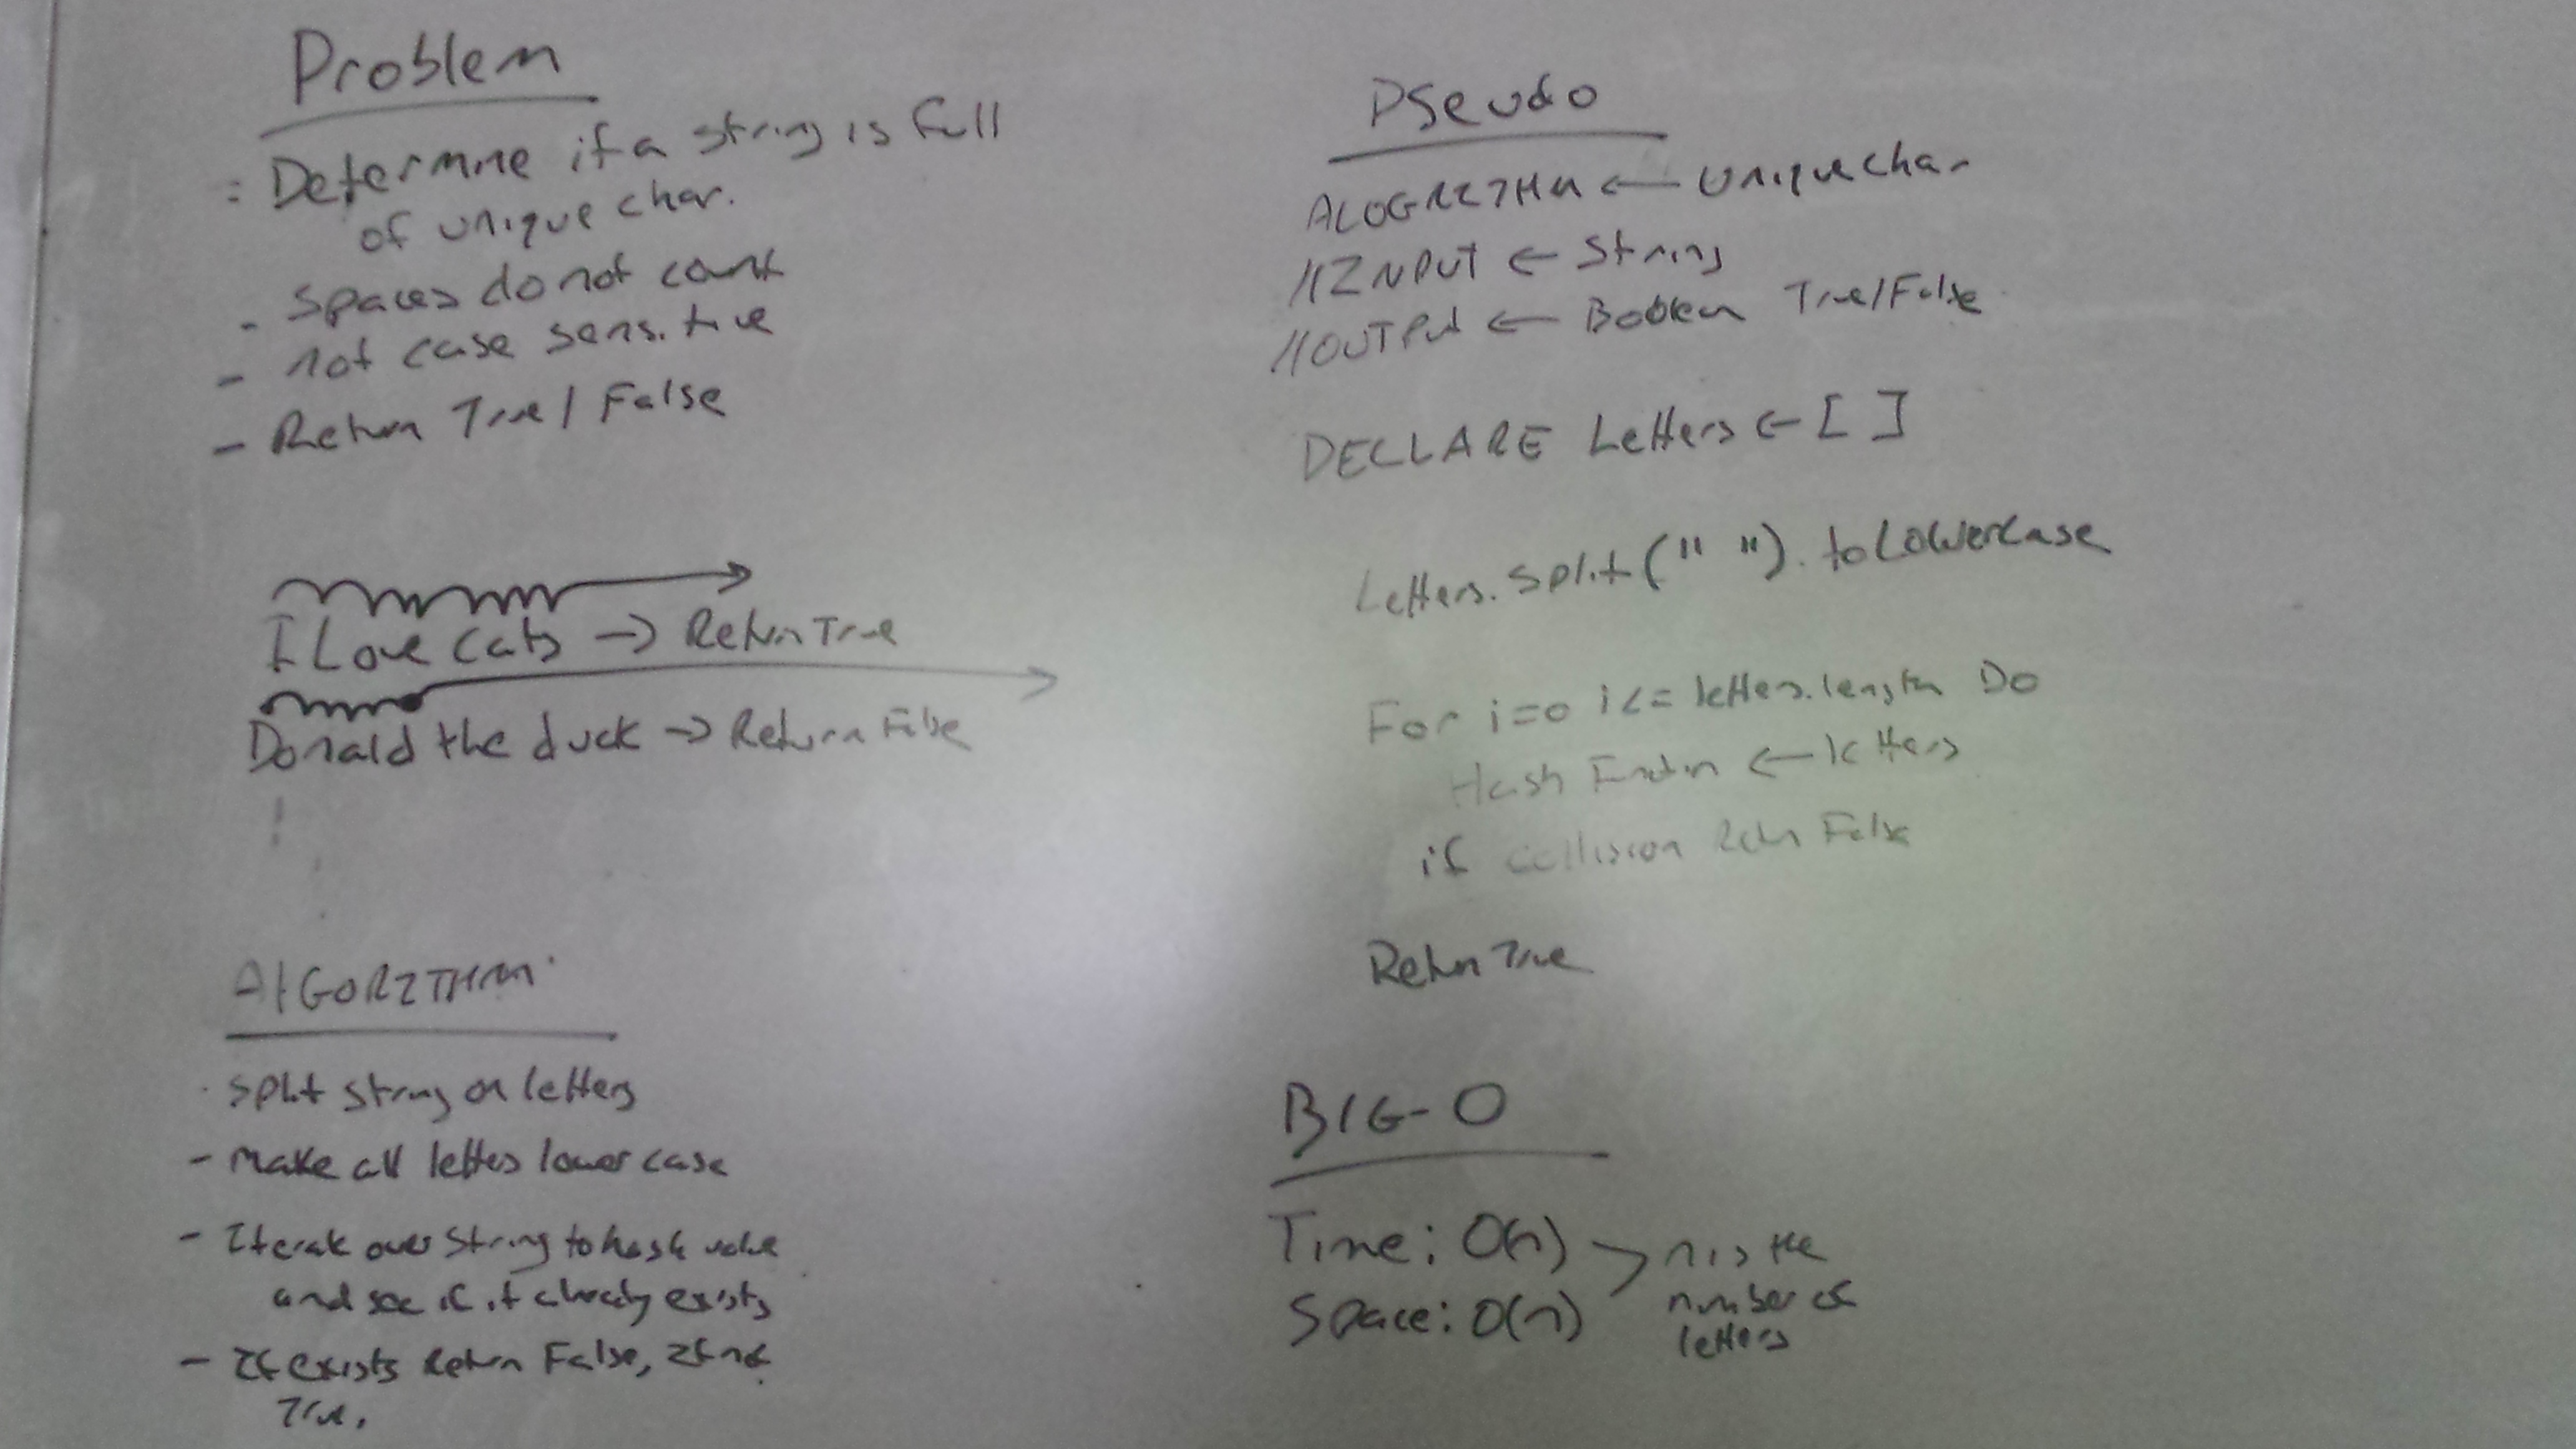 Problem
- Determine if a string is full
of unique char.
- Spaces do not count
- not case sensitive
- Return True / False
I Love Cats → Return True
Donald the duck → Return False
AlGORITHM
- split string on letters
- make all letters lower case
- Iterate over string to hash value
and see if it already exists
- If exists Return False, If not
True.
Pseudo
ALOGRITHM ← Unique char
//INPUT ← String
//OUTPUT ← Boolean True/False
DECLARE Letters ← [ ]
Letters.split(" ").toLowercase
For i=0 i<= letters.length Do
Hash Function ← letters
if collision Return False
Return True
BIG-O
Time: O(n) > n is the
Space: O(n) number of
letters